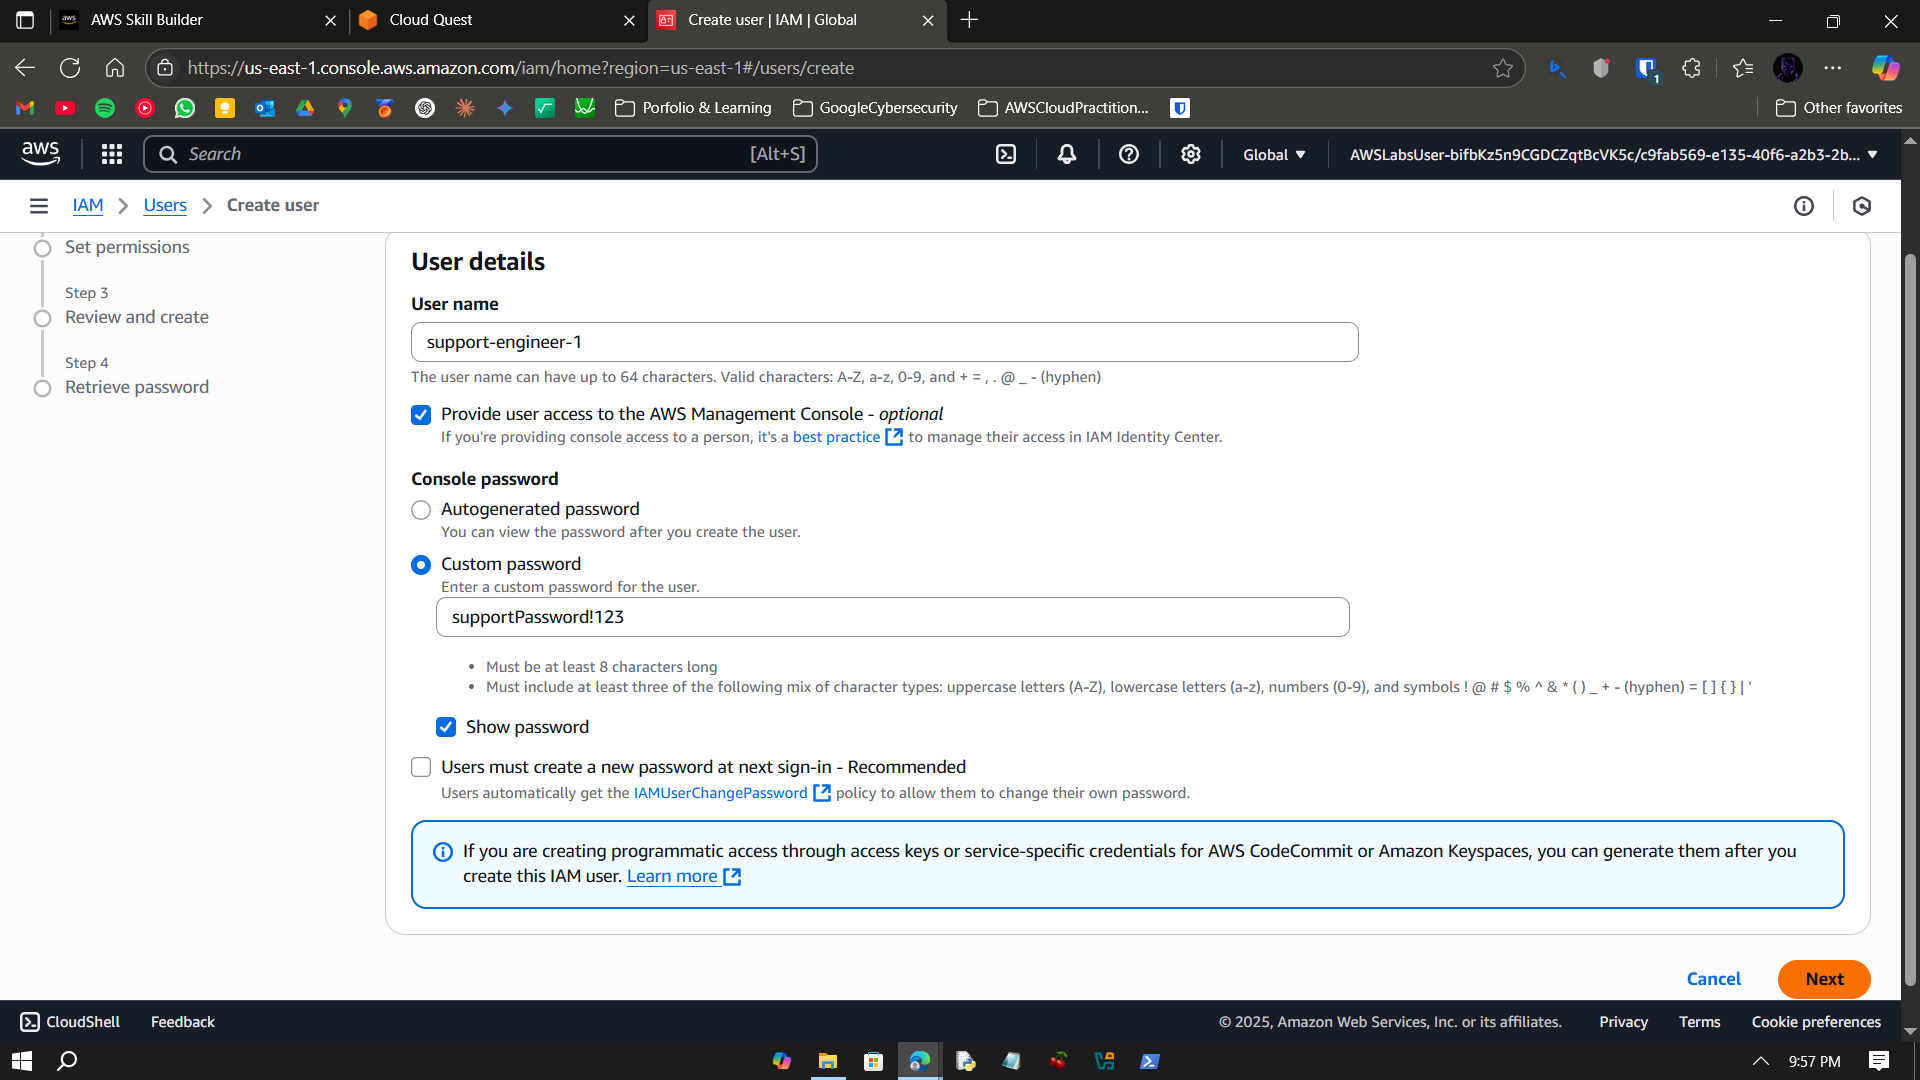 AWS Skill Builder
Cloud Quest
Create user | IAM | Global
https://us-east-1.console.aws.amazon.com/iam/home?region=us-east-1#/users/create
1
Porfolio & Learning
GoogleCybersecurity
AWSCloudPractition...
Other favorites
aws
Search
[Alt+S]
Global
AWSLabsUser-bifbKz5n9CGDCZqtBcVK5c/c9fab569-e135-40f6-a2b3-2b...
IAM
Users
Create user
Set permissions
Step 3
Review and create
Step 4
Retrieve password
User details
User name
support-engineer-1
The user name can have up to 64 characters. Valid characters: A-Z, a-z, 0-9, and + = , . @ _ - (hyphen)
Provide user access to the AWS Management Console - optional
If you're providing console access to a person, it's a best practice to manage their access in IAM Identity Center.
Console password
Autogenerated password
You can view the password after you create the user.
Custom password
Enter a custom password for the user.
supportPassword!123
• Must be at least 8 characters long
• Must include at least three of the following mix of character types: uppercase letters (A-Z), lowercase letters (a-z), numbers (0-9), and symbols ! @ # $ % ^ & * ( ) _ + - (hyphen) = [ ] { } | '
Show password
Users must create a new password at next sign-in - Recommended
Users automatically get the IAMUserChangePassword policy to allow them to change their own password.
If you are creating programmatic access through access keys or service-specific credentials for AWS CodeCommit or Amazon Keyspaces, you can generate them after you
create this IAM user. Learn more
Cancel
Next
CloudShell
Feedback
© 2025, Amazon Web Services, Inc. or its affiliates.
Privacy
Terms
Cookie preferences
9:57 PM